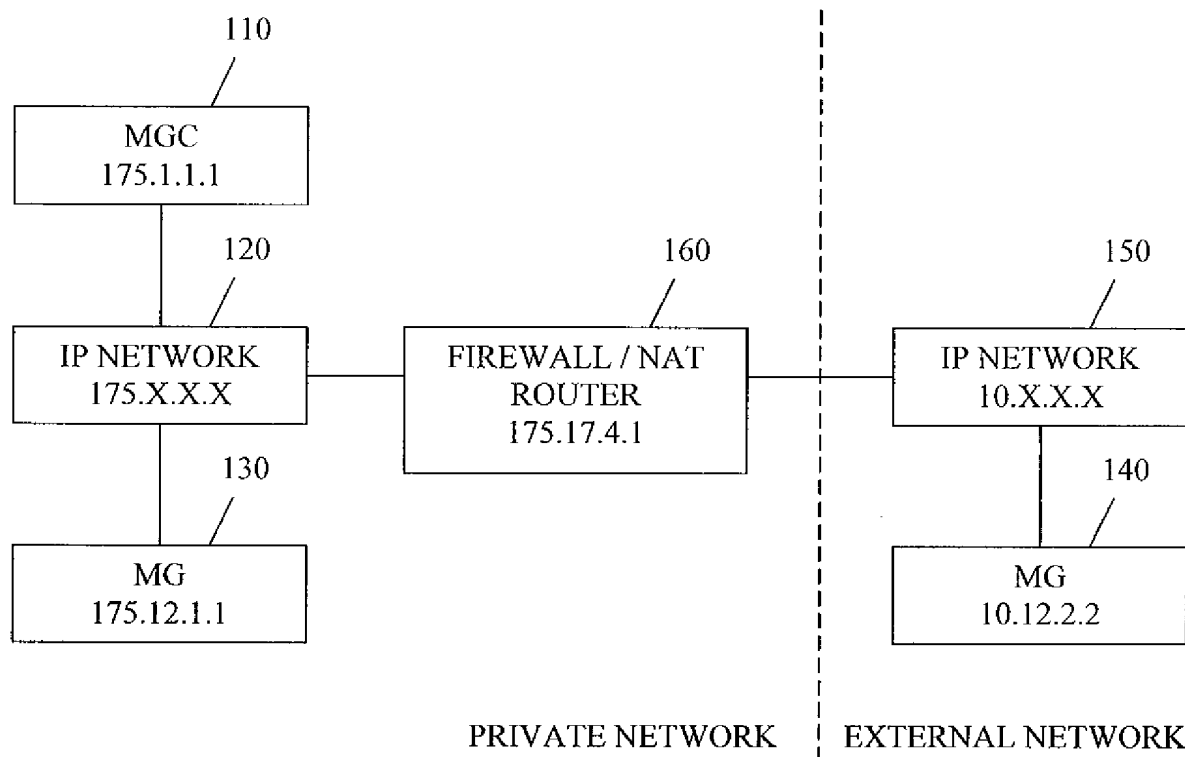 110
MGC
175.1.1.1
120
IP NETWORK
175.X.X.X
160
FIREWALL / NAT
ROUTER
175.17.4.1
150
IP NETWORK
10.X.X.X
130
MG
175.12.1.1
140
MG
10.12.2.2
PRIVATE NETWORK
EXTERNAL NETWORK